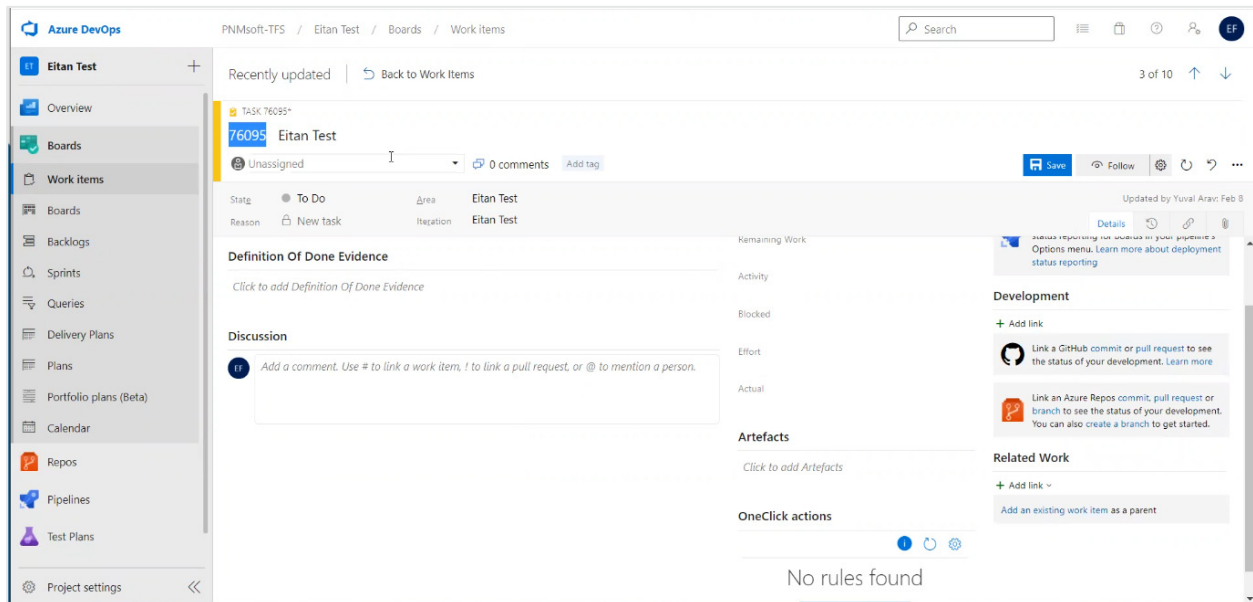 Azure DevOps
PNMsoft-TFS / Eitan Test / Boards / Work items
Search
EF
ET Eitan Test
Recently updated
Back to Work Items
3 of 10
Overview
Boards
Work items
Boards
Backlogs
Sprints
Queries
Delivery Plans
Plans
Portfolio plans (Beta)
Calendar
Repos
Pipelines
Test Plans
Project settings
TASK 76095*
76095 Eitan Test
Unassigned
0 comments
Add tag
Save
Follow
State To Do
Area Eitan Test
Updated by Yuval Arav: Feb 8
Reason New task
Iteration Eitan Test
Details
Definition Of Done Evidence
Click to add Definition Of Done Evidence
Discussion
EF
Add a comment. Use # to link a work item, ! to link a pull request, or @ to mention a person.
Remaining Work
Activity
Blocked
Effort
Actual
Artefacts
Click to add Artefacts
OneClick actions
No rules found
status reporting for boards in your pipeline's
Options menu. Learn more about deployment
status reporting
Development
+ Add link
Link a GitHub commit or pull request to see
the status of your development. Learn more
Link an Azure Repos commit, pull request or
branch to see the status of your development.
You can also create a branch to get started.
Related Work
+ Add link
Add an existing work item as a parent